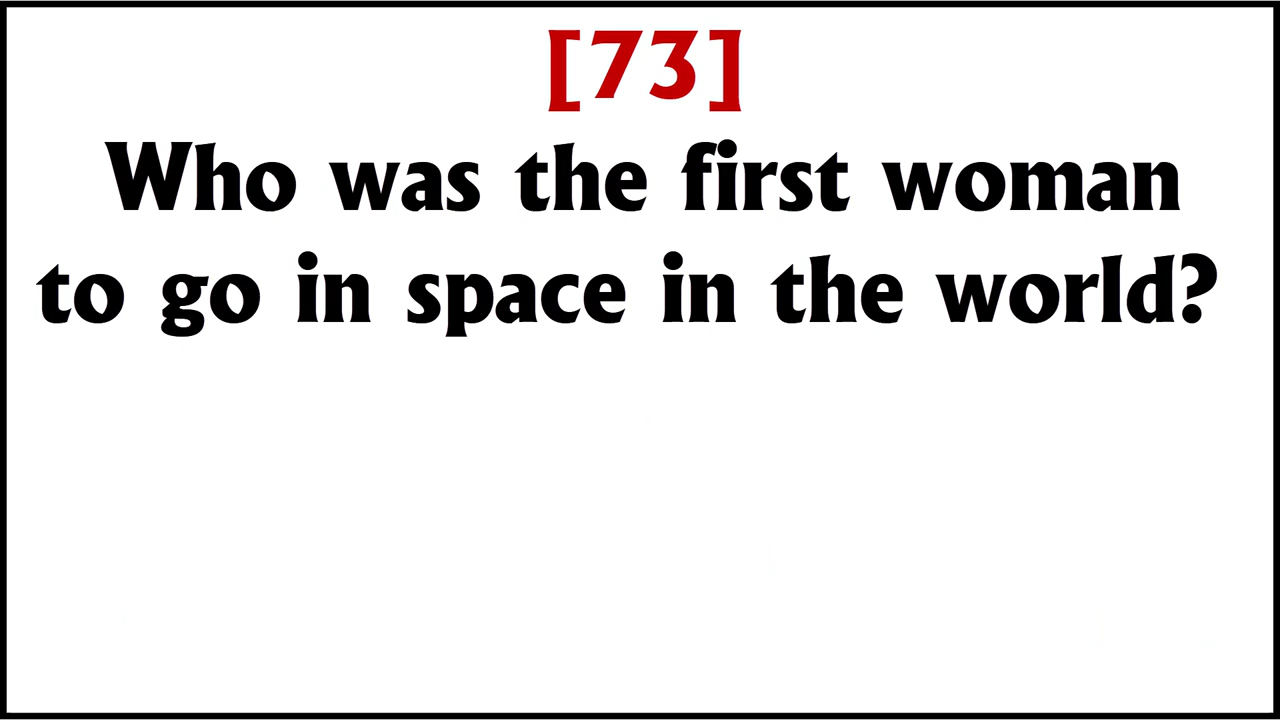 [73]
Who was the first woman
to go in space in the world?